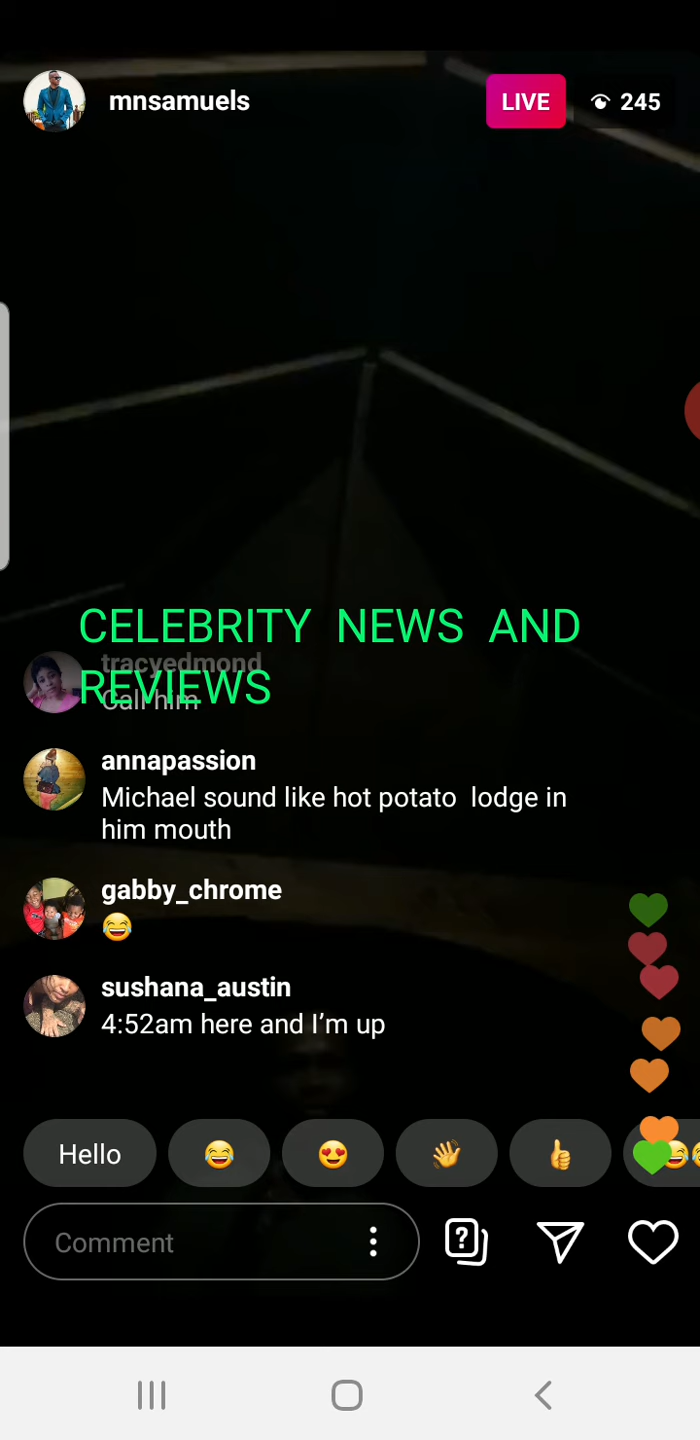 mnsamuels
LIVE
245
CELEBRITY NEWS AND
tracyedmond
REVIEWS
Call him
annapassion
Michael sound like hot potato lodge in
him mouth
gabby_chrome
😂
sushana_austin
4:52am here and I’m up
Hello 😂 😍 👋 👍 😂
Comment